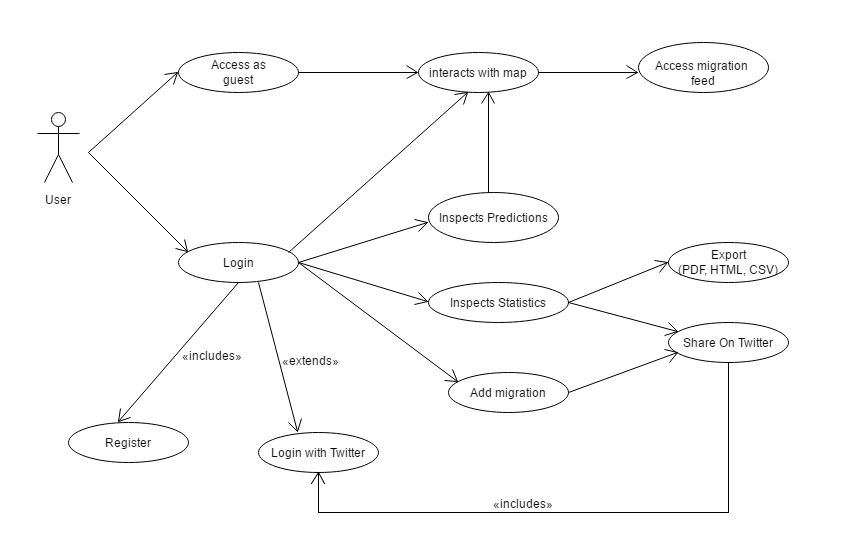 Access as
guest
interacts with map
Access migration
feed
User
Inspects Predictions
Login
Export
(PDF, HTML, CSV)
Inspects Statistics
Share On Twitter
«includes»
«extends»
Add migration
Register
Login with Twitter
«includes»